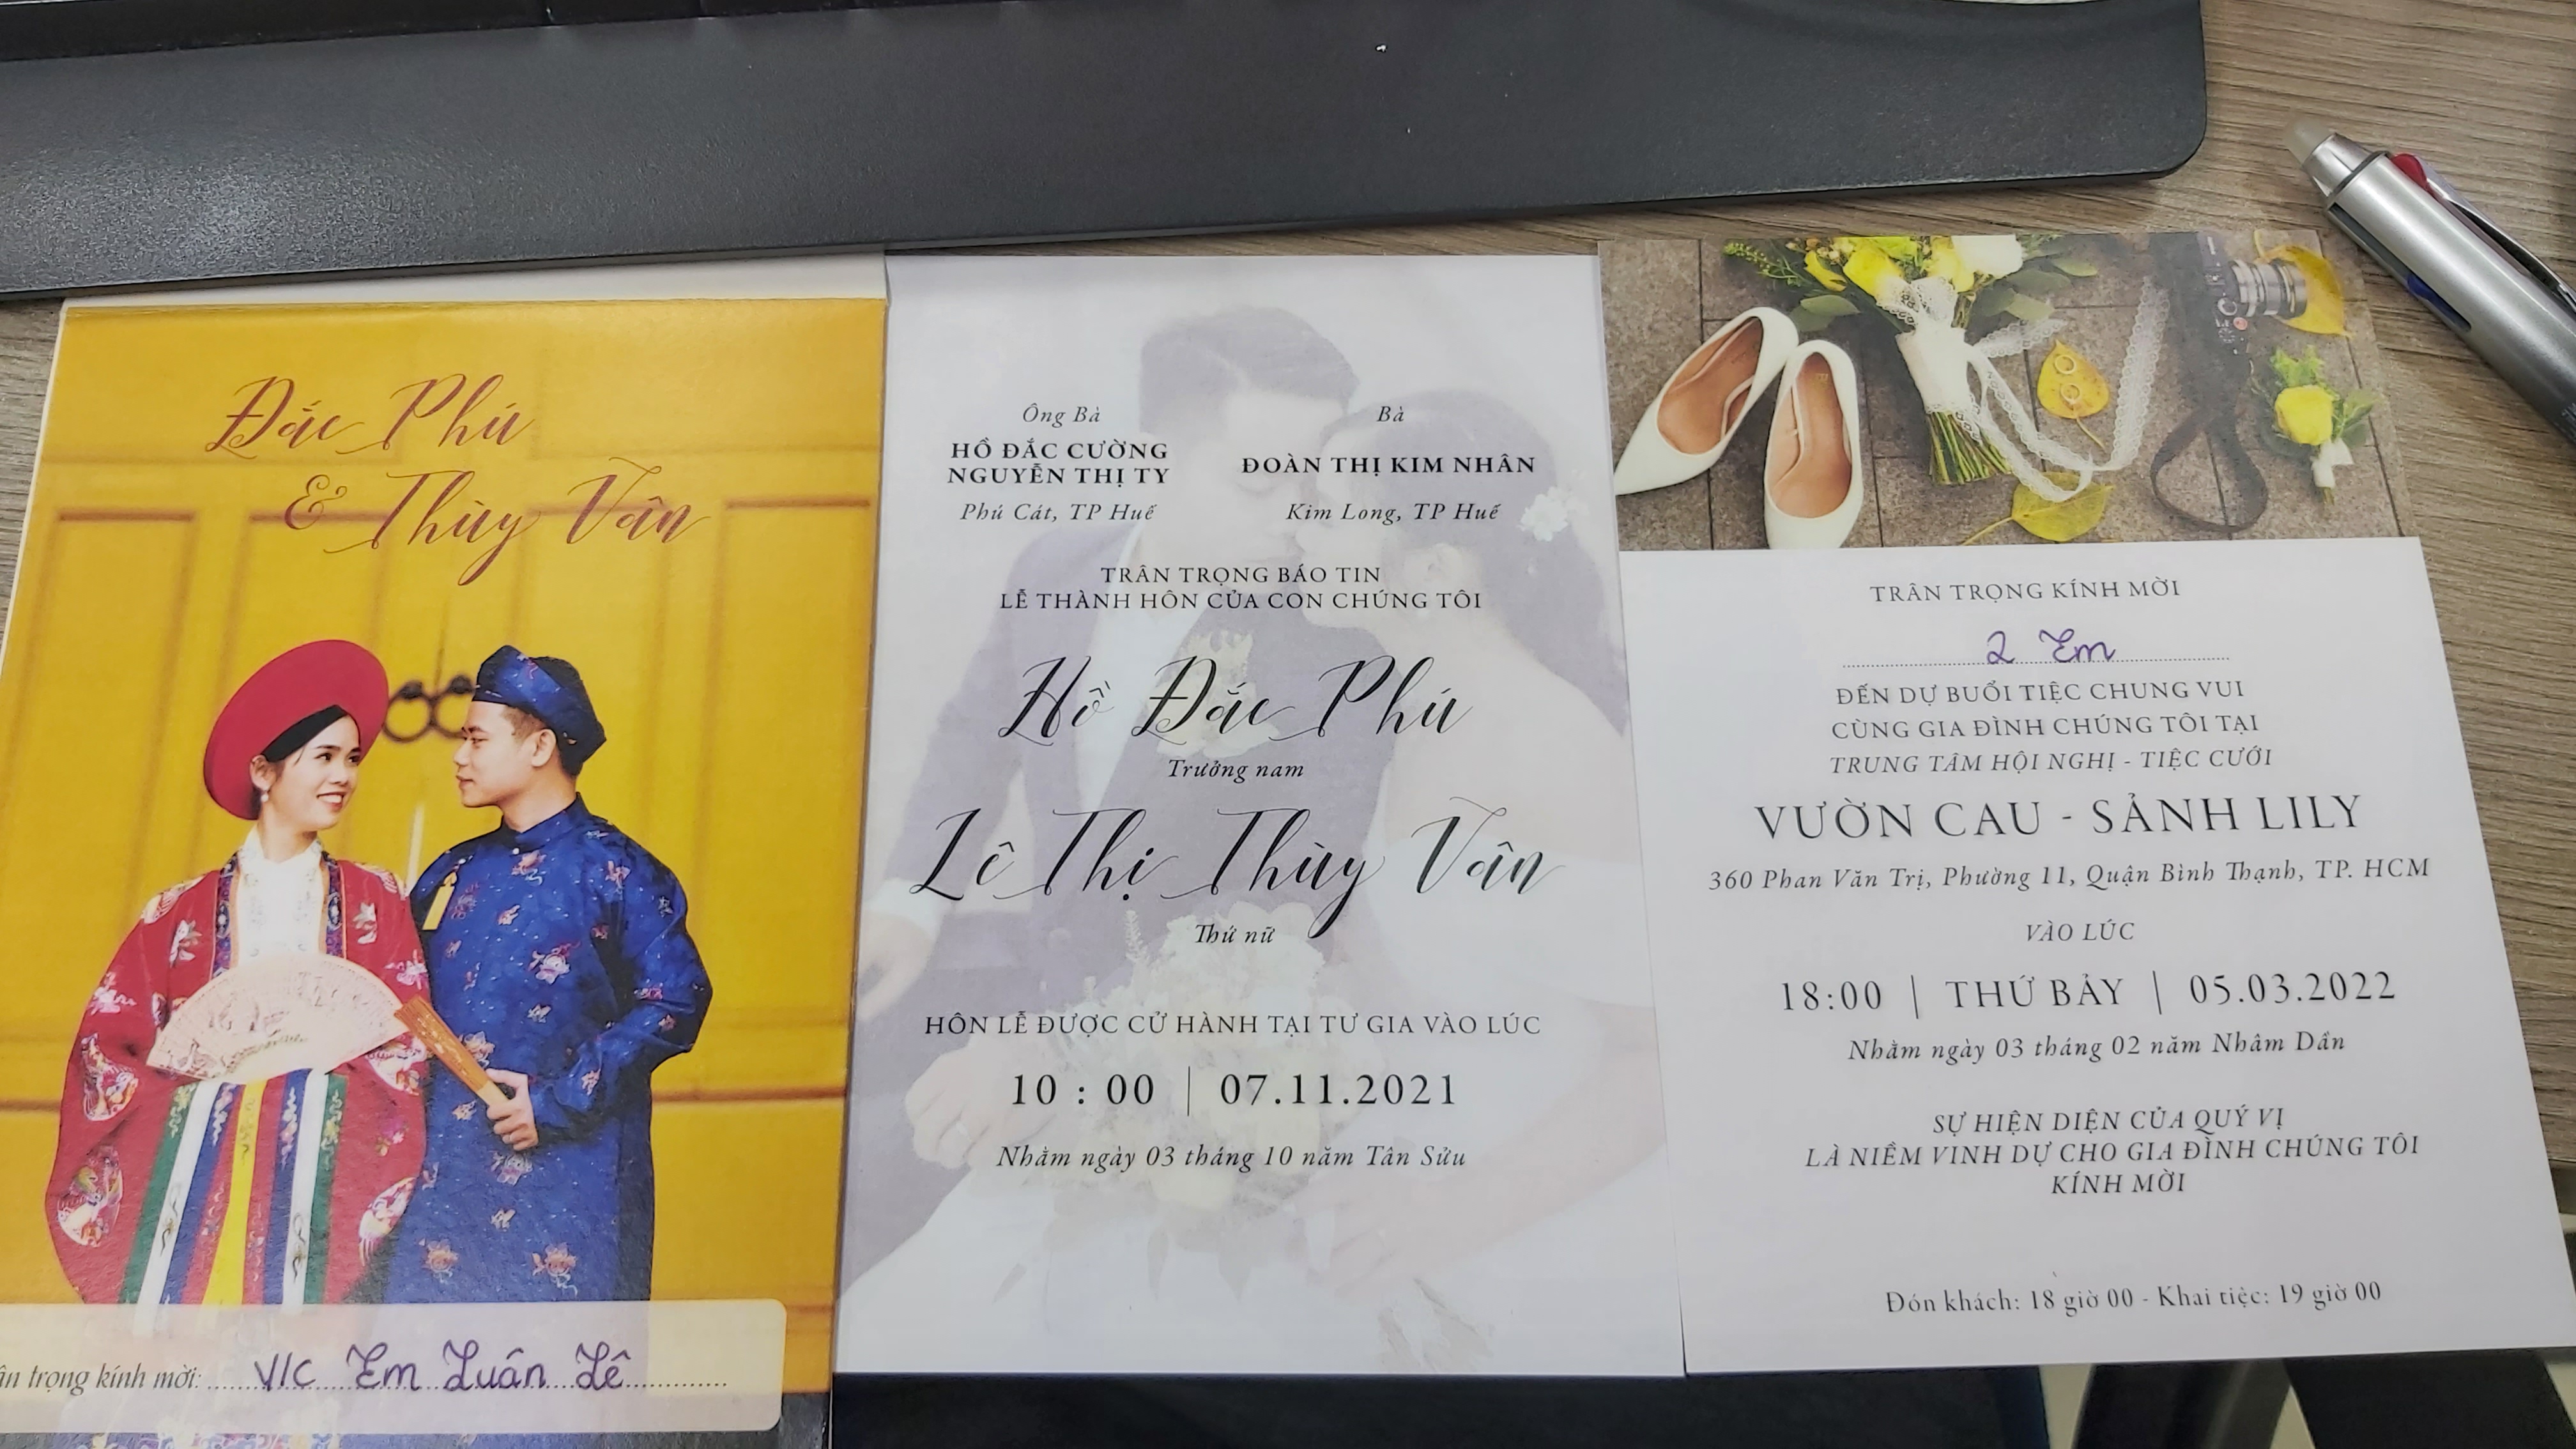 Đắc Phú
& Thùy Vân
trọng kính mời: ........V/c Em Luân Lê............
Ông Bà
HỒ ĐẮC CƯỜNG
NGUYỄN THỊ TY
Phú Cát, TP Huế
Bà
ĐOÀN THỊ KIM NHÂN
Kim Long, TP Huế
TRÂN TRỌNG BÁO TIN
LỄ THÀNH HÔN CỦA CON CHÚNG TÔI
Hồ Đắc Phú
Trưởng nam
Lê Thị Thùy Vân
Thứ nữ
HÔN LỄ ĐƯỢC CỬ HÀNH TẠI TƯ GIA VÀO LÚC
10 : 00 | 07.11.2021
Nhằm ngày 03 tháng 10 năm Tân Sửu
TRÂN TRỌNG KÍNH MỜI
2 Em
ĐẾN DỰ BUỔI TIỆC CHUNG VUI
CÙNG GIA ĐÌNH CHÚNG TÔI TẠI
TRUNG TÂM HỘI NGHỊ - TIỆC CƯỚI
VƯỜN CAU - SẢNH LILY
360 Phan Văn Trị, Phường 11, Quận Bình Thạnh, TP. HCM
VÀO LÚC
18:00 | THỨ BẢY | 05.03.2022
Nhằm ngày 03 tháng 02 năm Nhâm Dần
SỰ HIỆN DIỆN CỦA QUÝ VỊ
LÀ NIỀM VINH DỰ CHO GIA ĐÌNH CHÚNG TÔI
KÍNH MỜI
Đón khách: 18 giờ 00 - Khai tiệc: 19 giờ 00